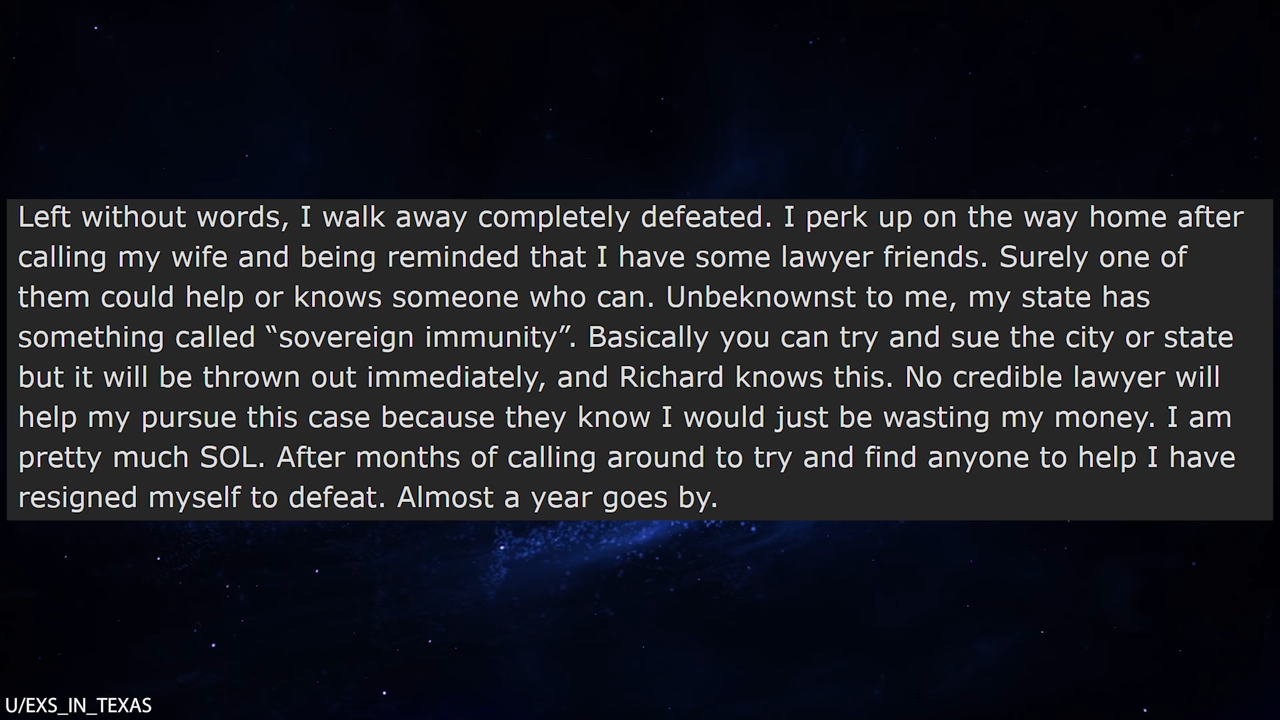 Left without words, I walk away completely defeated. I perk up on the way home after
calling my wife and being reminded that I have some lawyer friends. Surely one of
them could help or knows someone who can. Unbeknownst to me, my state has
something called “sovereign immunity”. Basically you can try and sue the city or state
but it will be thrown out immediately, and Richard knows this. No credible lawyer will
help my pursue this case because they know I would just be wasting my money. I am
pretty much SOL. After months of calling around to try and find anyone to help I have
resigned myself to defeat. Almost a year goes by.
U/EXS_IN_TEXAS